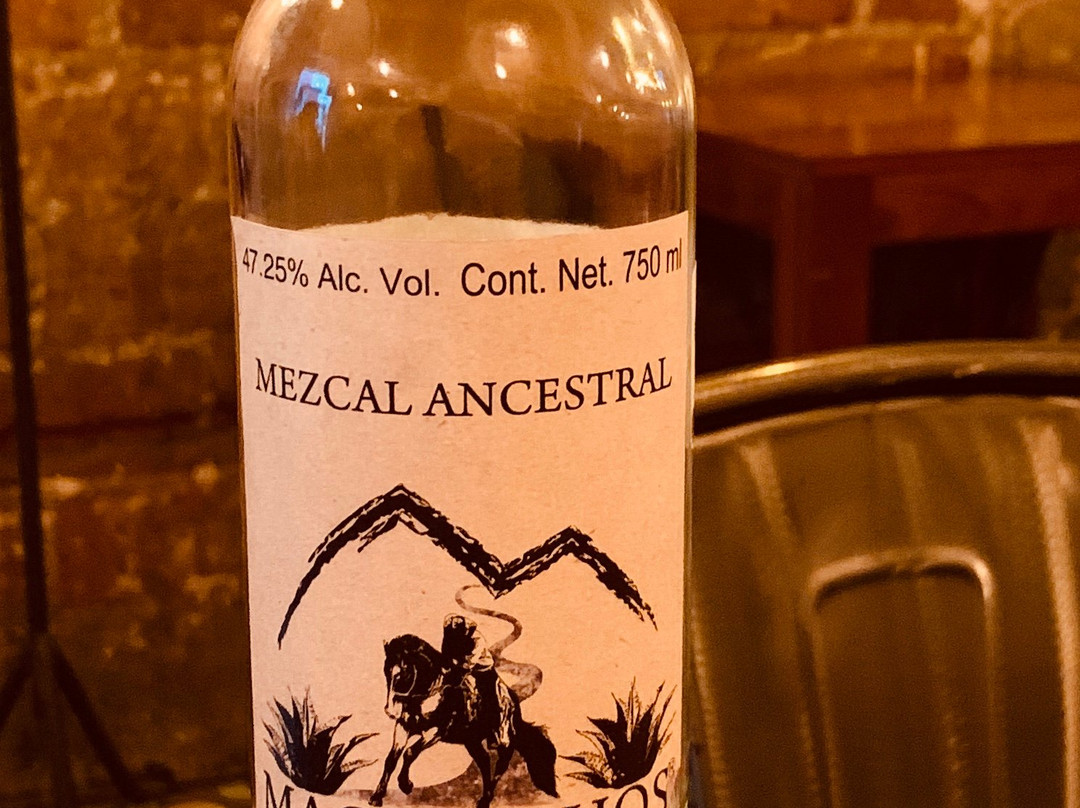 47.25% Alc. Vol. Cont. Net. 750 ml
MEZCAL ANCESTRAL